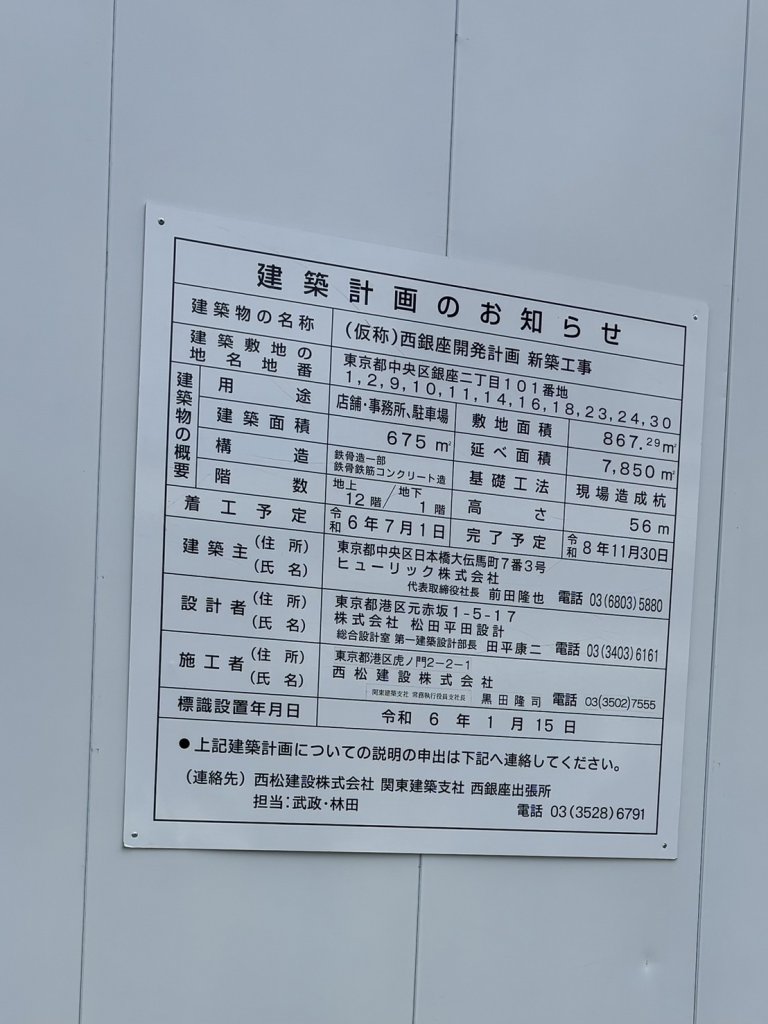 建築計画のお知らせ
建築物の名称 (仮称)西銀座開発計画 新築工事
建築敷地の地名地番 東京都中央区銀座二丁目101番地
1,2,9,10,11,14,16,18,23,24,30
建築物の概要
用途 店舗・事務所、駐車場 敷地面積 867.29㎡
建築面積 675㎡ 延べ面積 7,850㎡
構造 鉄骨造一部
鉄骨鉄筋コンクリート造 基礎工法 現場造成杭
階数 地上12階/地下1階 高さ 56m
着工予定 令和6年7月1日 完了予定 令和8年11月30日
建築主(住所) 東京都中央区日本橋大伝馬町7番3号
(氏名) ヒューリック株式会社
代表取締役社長 前田隆也 電話 03(6803)5880
設計者(住所) 東京都港区元赤坂1-5-17
(氏名) 株式会社 松田平田設計
総合設計室 第一建築設計部長 田平康二 電話 03(3403)6161
施工者(住所) 東京都港区虎ノ門2-2-1
(氏名) 西松建設株式会社
関東建築支社 常務執行役員支社長 黒田隆司 電話 03(3502)7555
標識設置年月日 令和6年1月15日
●上記建築計画についての説明の申出は下記へ連絡してください。
(連絡先) 西松建設株式会社 関東建築支社 西銀座出張所
担当:武政・林田 電話 03(3528)6791